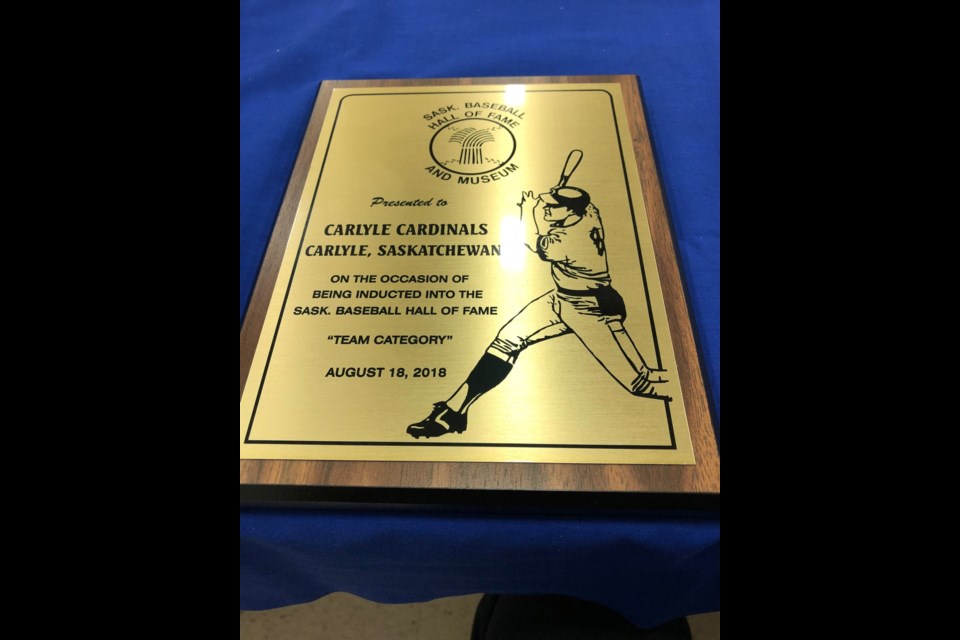 SASK. BASEBALL
HALL OF FAME
AND MUSEUM
Presented to
CARLYLE CARDINALS
CARLYLE, SASKATCHEWAN
ON THE OCCASION OF
BEING INDUCTED INTO THE
SASK. BASEBALL HALL OF FAME
“TEAM CATEGORY”
AUGUST 18, 2018